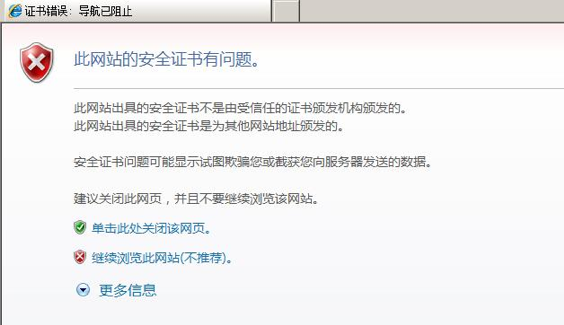 证书错误：导航已阻止
此网站的安全证书有问题。
此网站出具的安全证书不是由受信任的证书颁发机构颁发的。
此网站出具的安全证书是为其他网站地址颁发的。
安全证书问题可能显示试图欺骗您或截获您向服务器发送的数据。
建议关闭此网页，并且不要继续浏览该网站。
单击此处关闭该网页。
继续浏览此网站(不推荐)。
更多信息